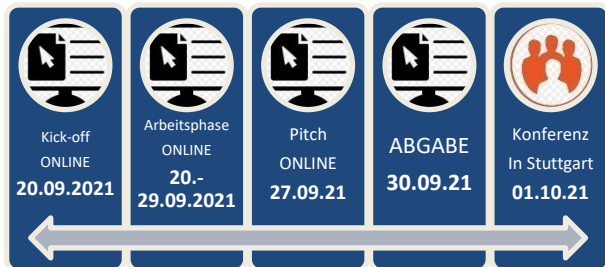 Kick-off
ONLINE
20.09.2021
Arbeitsphase
ONLINE
20.-
29.09.2021
Pitch
ONLINE
27.09.21
ABGABE
30.09.21
Konferenz
In Stuttgart
01.10.21